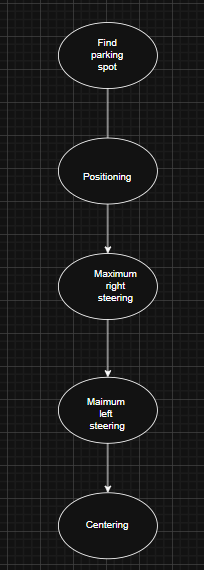 Find
parking
spot
Positioning
Maximum
right
steering
Maimum
left
steering
Centering